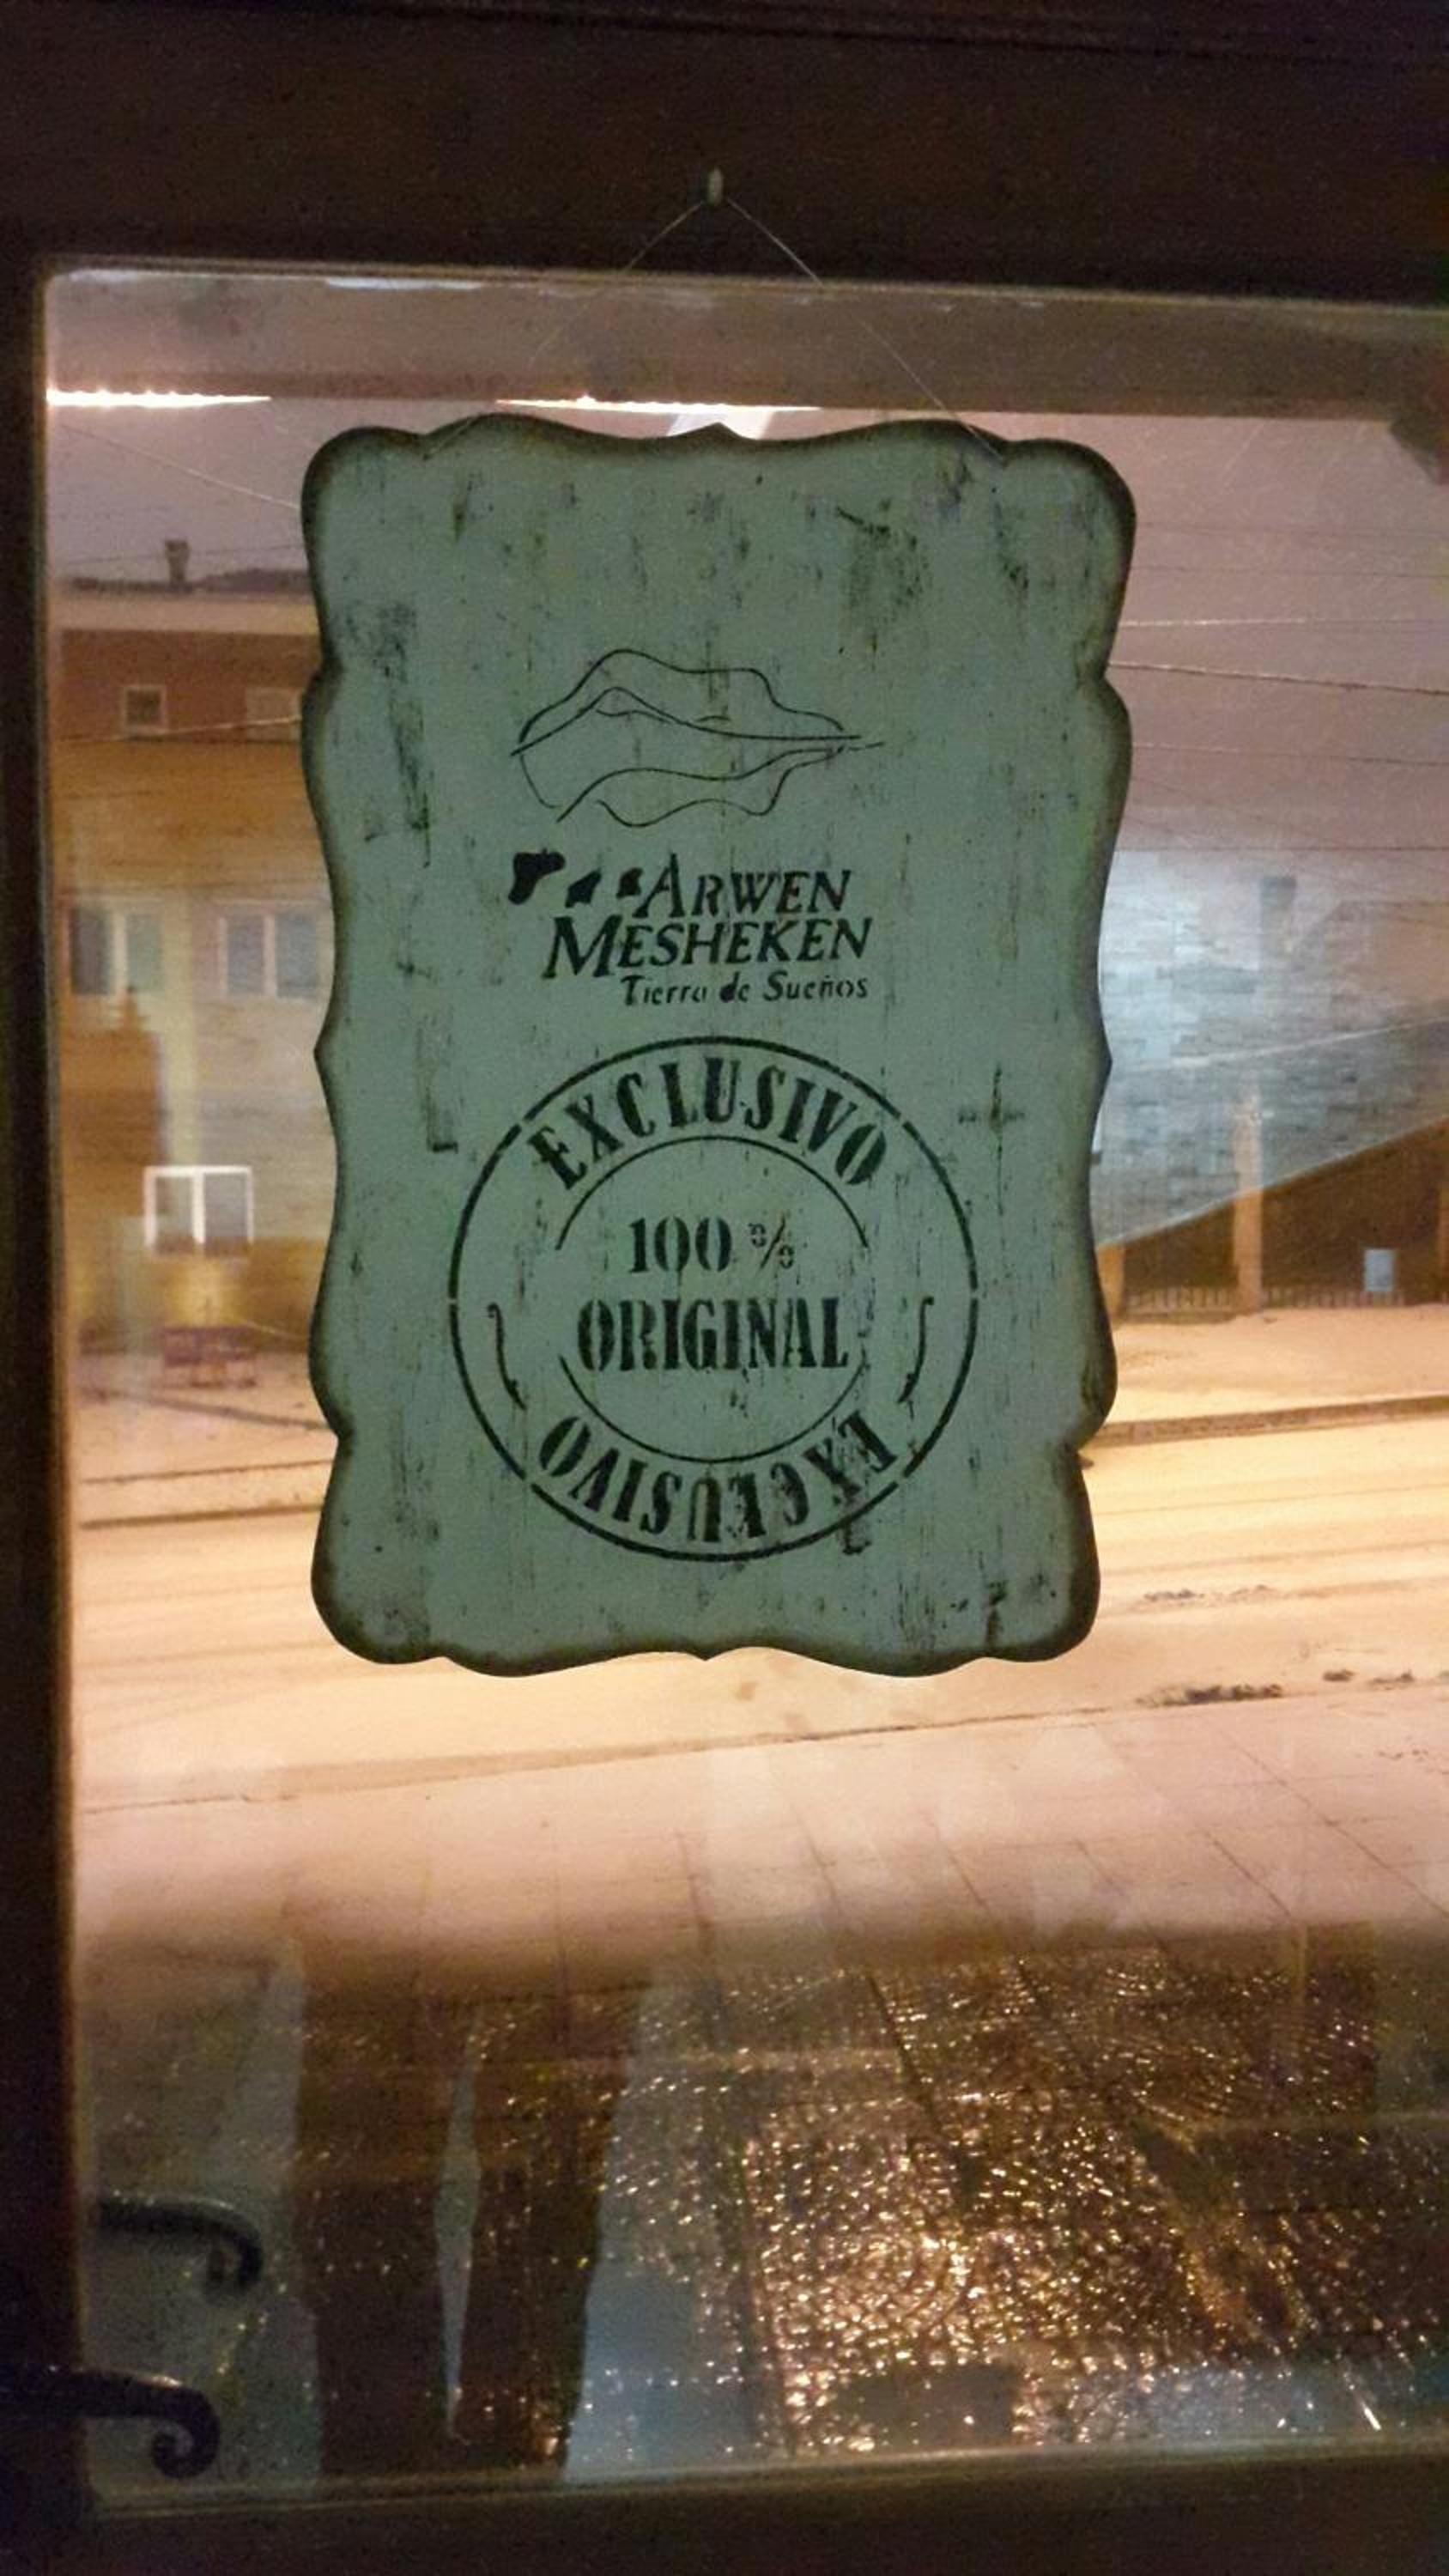 ARWEN
MESHEKEN
Tierra de Sueños
EXCLUSIVO
100 %
ORIGINAL
EXCLUSIVO